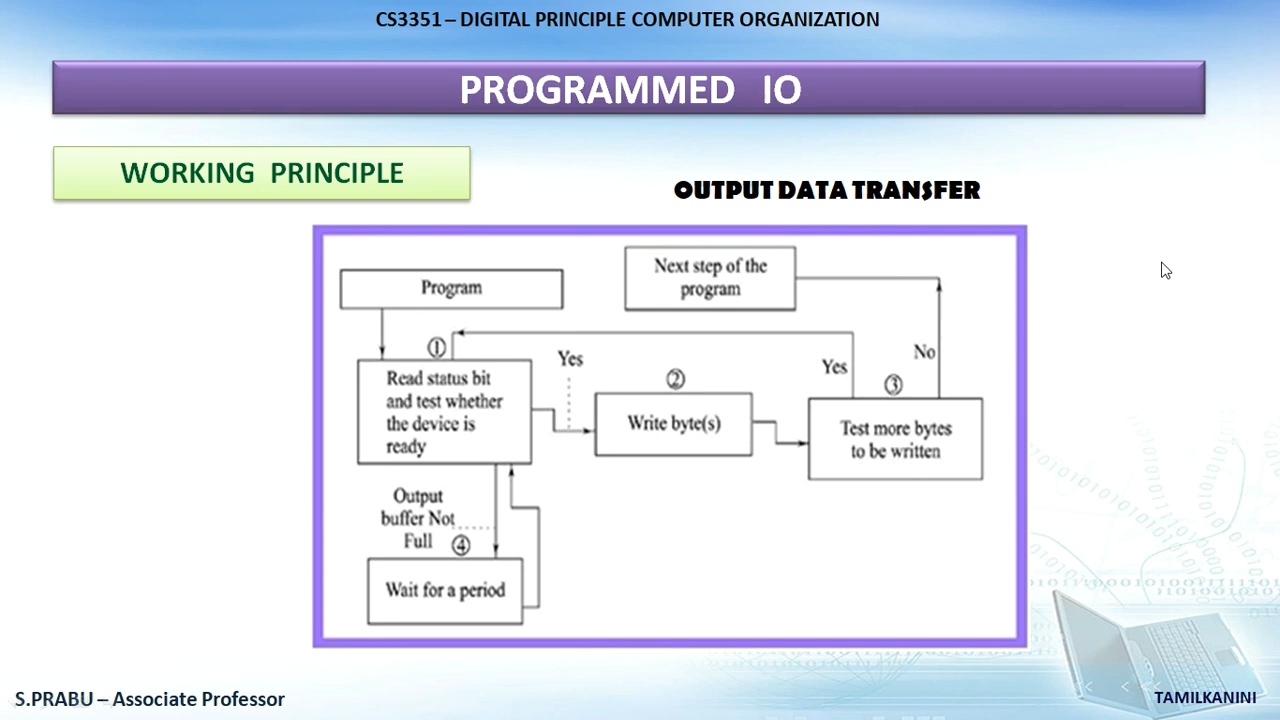 CS3351 – DIGITAL PRINCIPLE COMPUTER ORGANIZATION
PROGRAMMED IO
WORKING PRINCIPLE
OUTPUT DATA TRANSFER
Program
Next step of the
program
①
Read status bit
and test whether
the device is
ready
Yes
②
Write byte(s)
Yes
No
③
Test more bytes
to be written
Output
buffer Not
Full
④
Wait for a period
S.PRABU – Associate Professor
TAMILKANINI